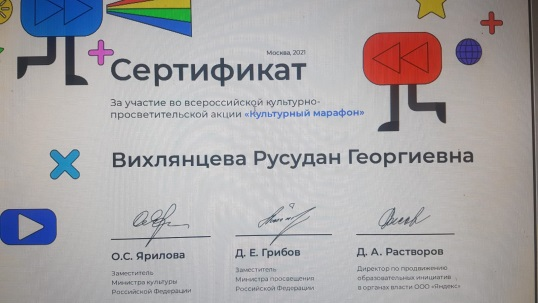 Москва, 2021
Сертификат
За участие во всероссийской культурно-
просветительской акции «Культурный марафон»
Вихлянцева Русудан Георгиевна
О.С. Ярилова
Заместитель
Министра культуры
Российской Федерации
Д. Е. Грибов
Заместитель
Министра просвещения
Российской Федерации
Д. А. Растворов
Директор по продвижению
образовательных инициатив
в органах власти ООО «Яндекс»